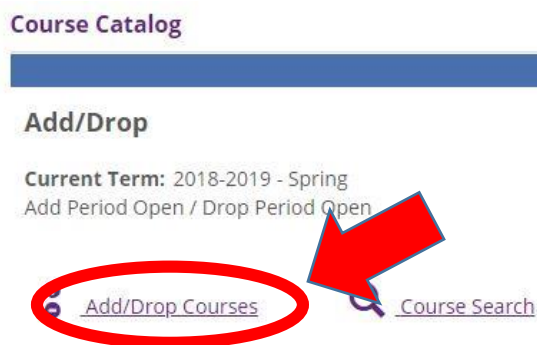 Course Catalog
Add/Drop
Current Term: 2018-2019 - Spring
Add Period Open / Drop Period Open
Add/Drop Courses Course Search